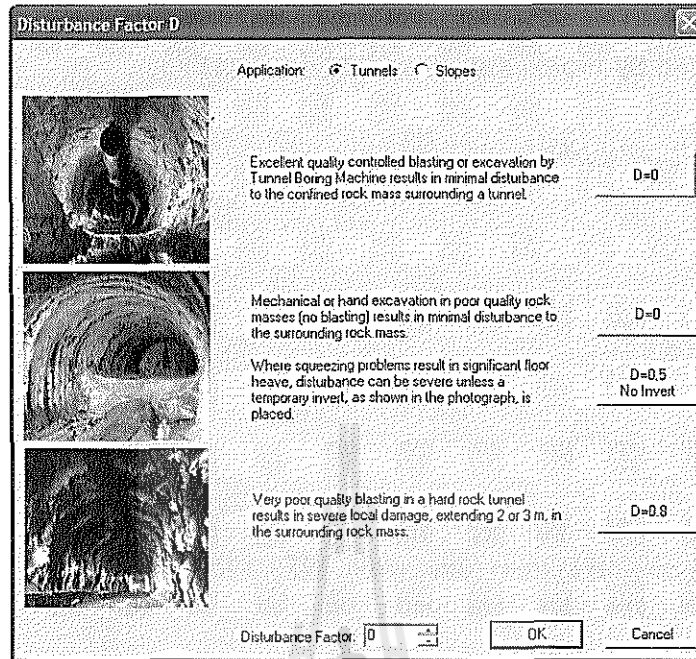 Disturbance Factor D
Application: Tunnels Slopes
Excellent quality controlled blasting or excavation by
Tunnel Boring Machine results in minimal disturbance
to the confined rock mass surrounding a tunnel.
D=0
Mechanical or hand excavation in poor quality rock
masses (no blasting) results in minimal disturbance to
the surrounding rock mass.
D=0
Where squeezing problems result in significant floor
heave, disturbance can be severe unless a
temporary invert, as shown in the photograph, is
placed.
D=0.5
No Invert
Very poor quality blasting in a hard rock tunnel
results in severe local damage, extending 2 or 3 m, in
the surrounding rock mass.
D=0.8
Disturbance Factor: 0
OK
Cancel